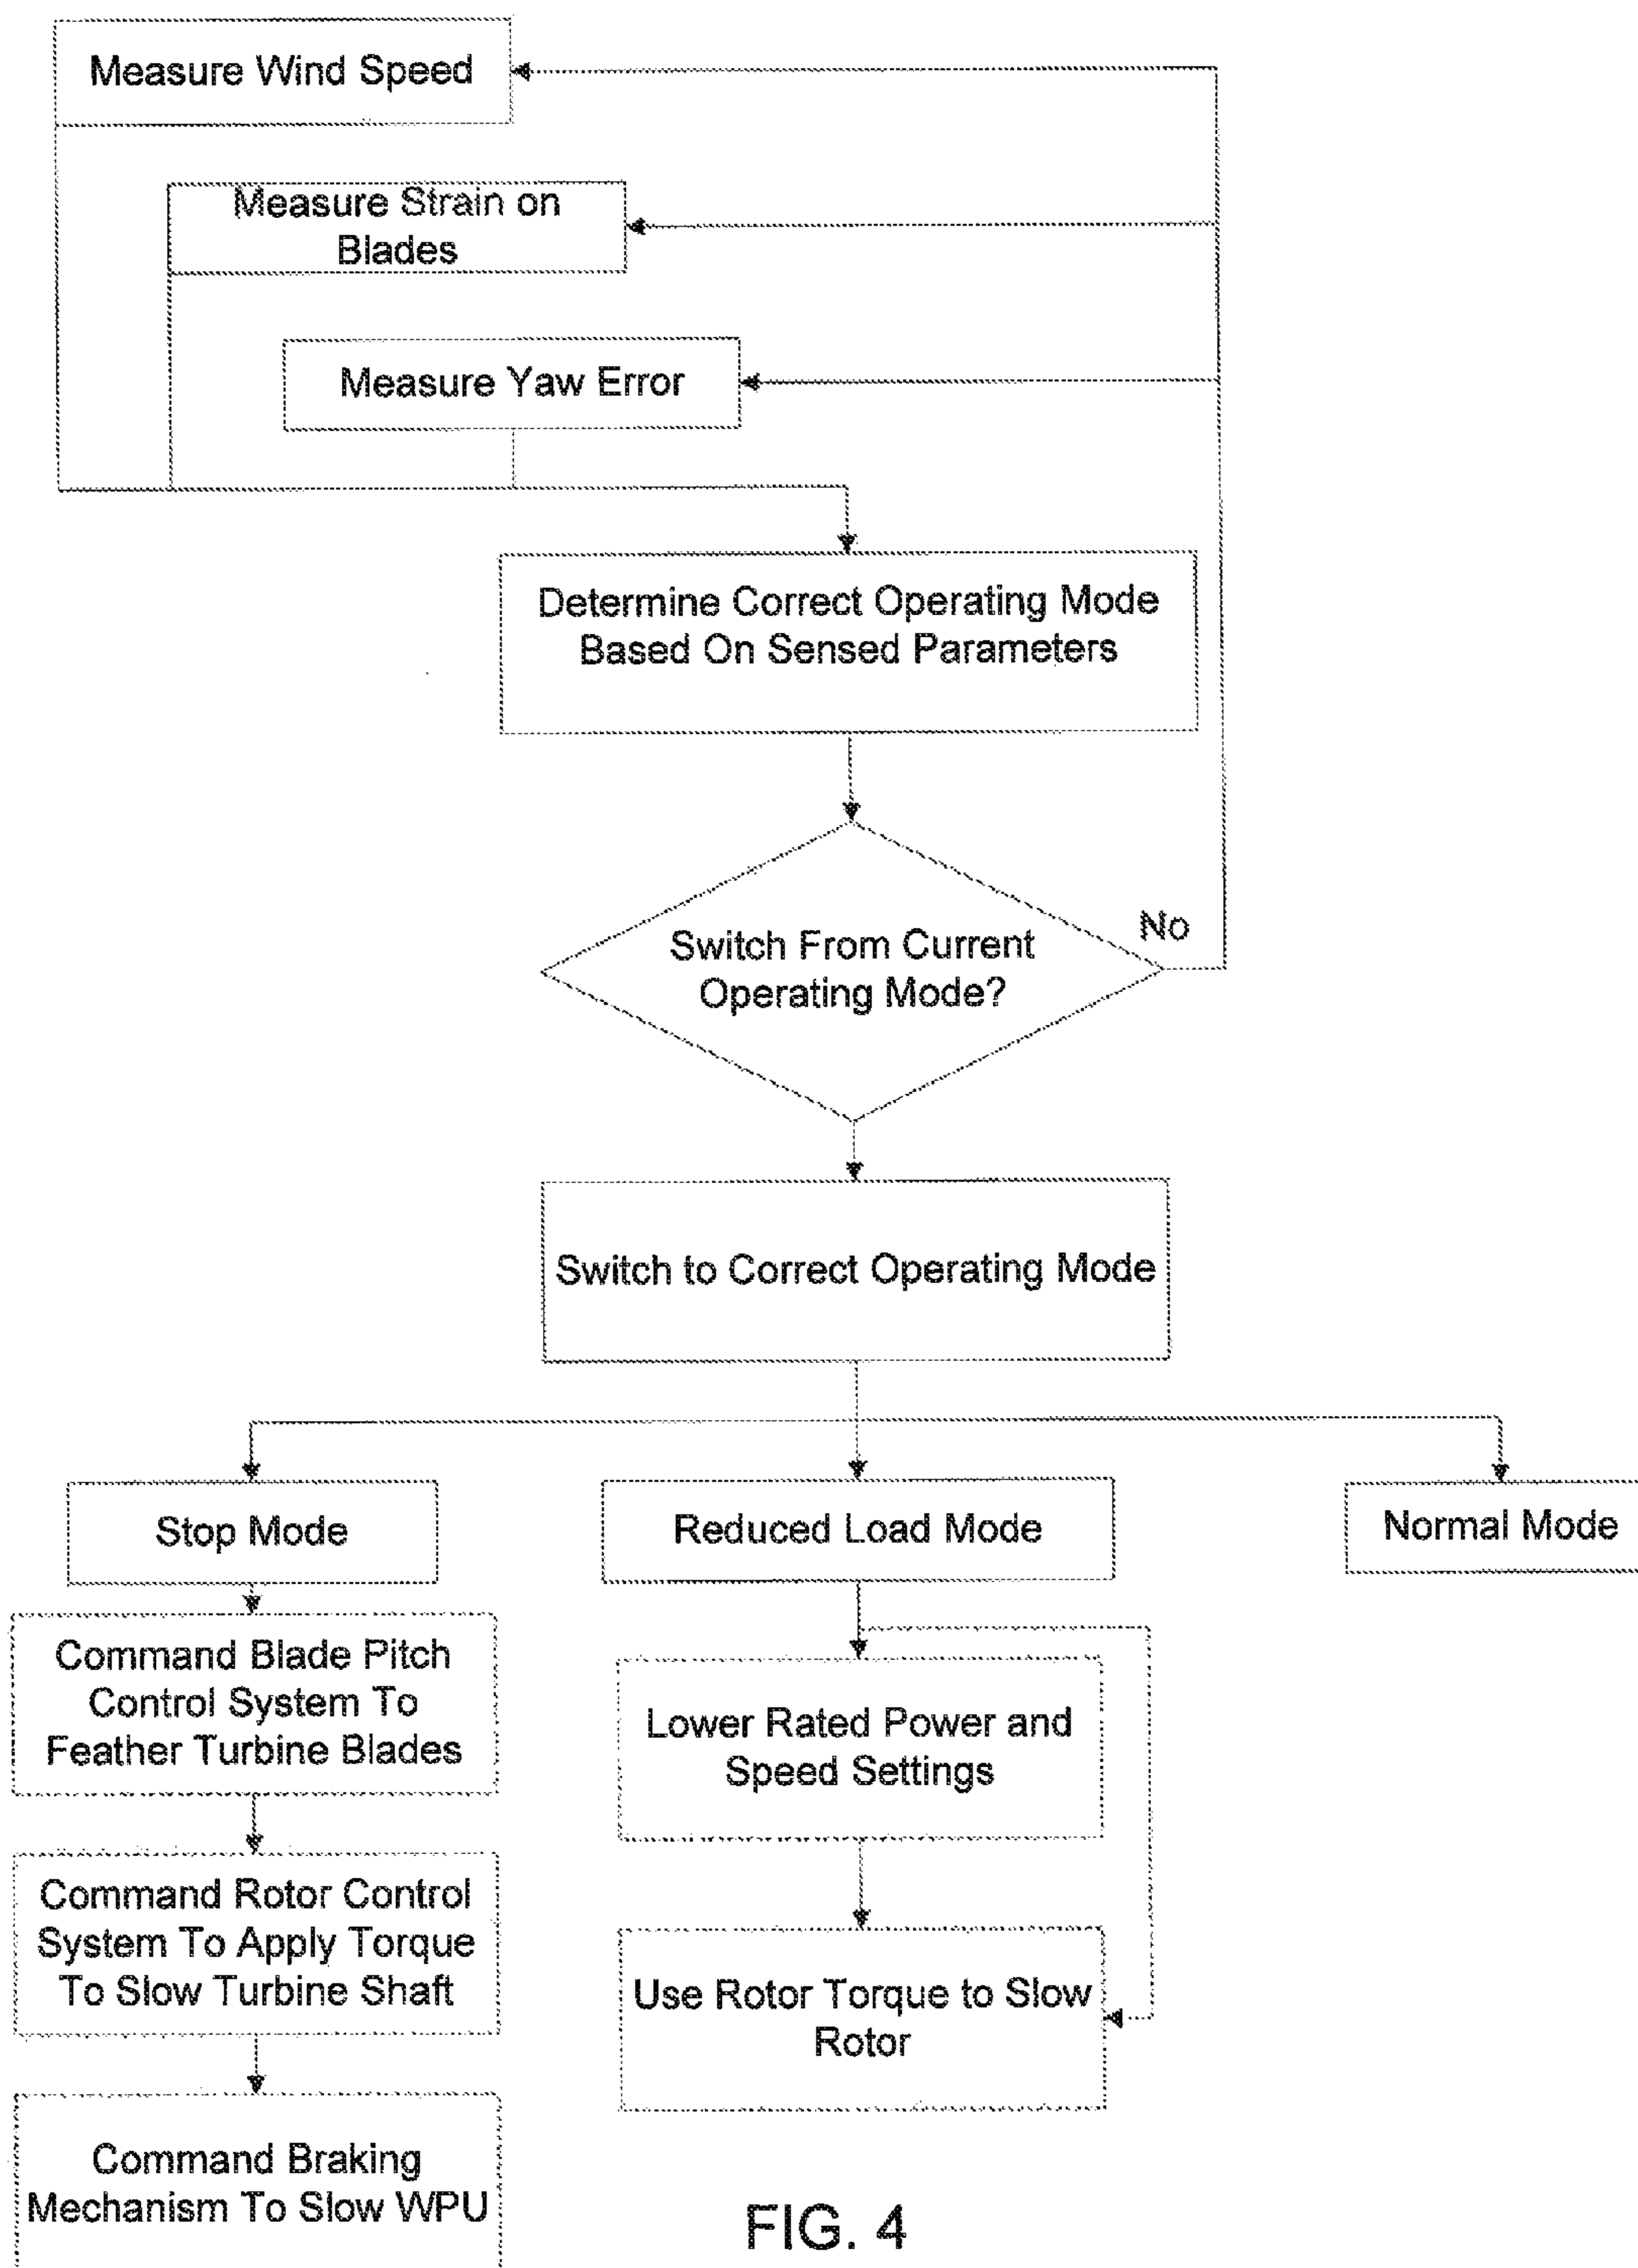 Measure Wind Speed
Measure Strain on
Blades
Measure Yaw Error
Determine Correct Operating Mode
Based On Sensed Parameters
No
Switch From Current
Operating Mode?
Switch to Correct Operating Mode
Stop Mode
Reduced Load Mode
Normal Mode
Command Blade Pitch
Control System To
Feather Turbine Blades
Lower Rated Power and
Speed Settings
Command Rotor Control
System To Apply Torque
To Slow Turbine Shaft
Use Rotor Torque to Slow
Rotor
Command Braking
Mechanism To Slow WPU
FIG. 4